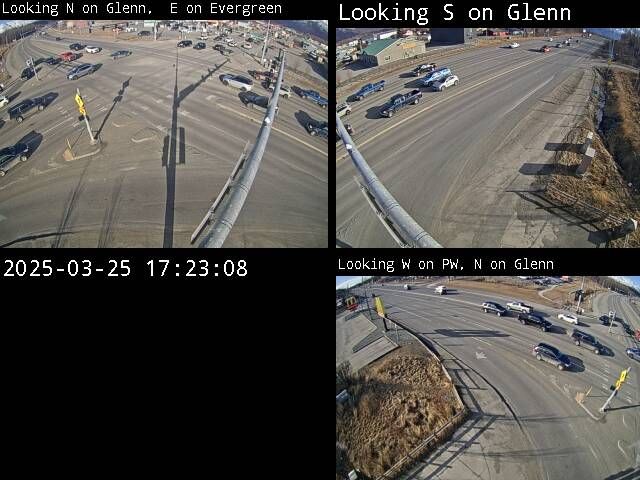 Looking N on Glenn,  E on Evergreen
Looking S on Glenn
2025-03-25 17:23:08
Looking W on PW, N on Glenn